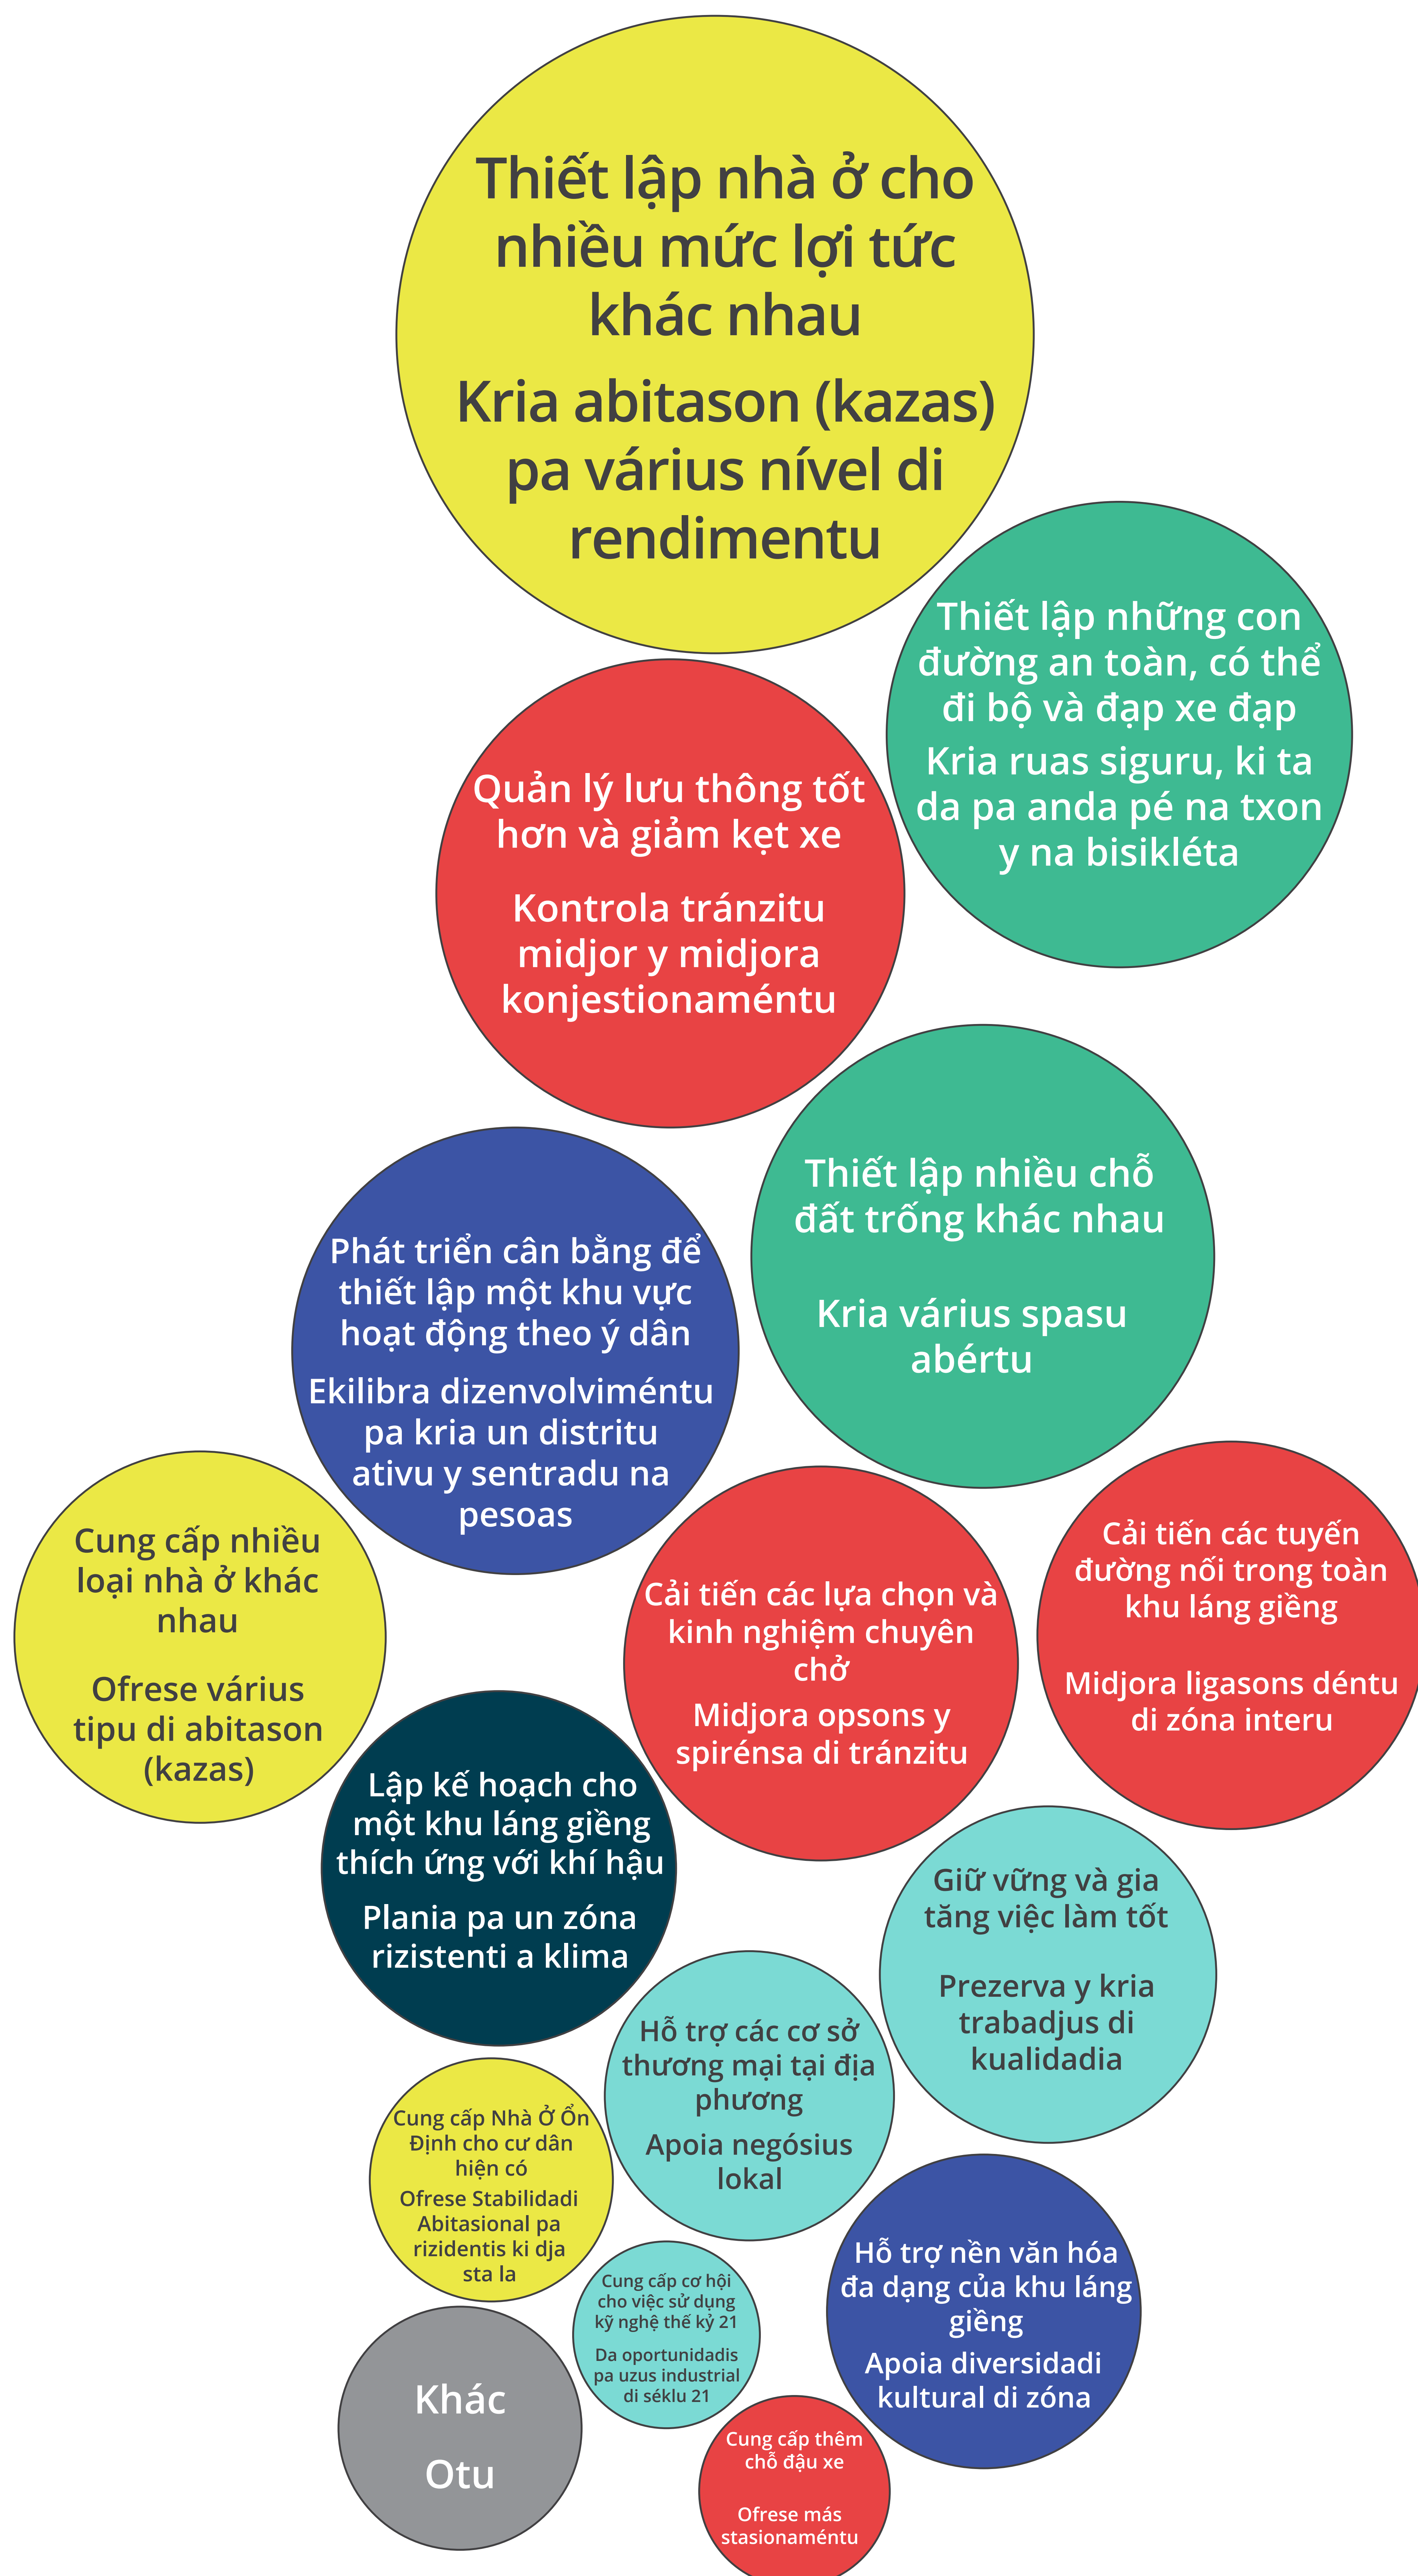 Thiết lập nhà ở cho
nhiều mức lợi tức
khác nhau
Kria abitason (kazas)
pa várius nível di
rendimentu
Thiết lập những con
đường an toàn, có thể
đi bộ và đạp xe đạp
Kria ruas siguru, ki ta
da pa anda pé na txon
y na bisikléta
Quản lý lưu thông tốt
hơn và giảm kẹt xe
Kontrola tránzitu
midjor y midjora
konjestionaméntu
Thiết lập nhiều chỗ
đất trống khác nhau
Kria várius spasu
abértu
Phát triển cân bằng để
thiết lập một khu vực
hoạt động theo ý dân
Ekilibra dizenvolviméntu
pa kria un distritu
ativu y sentradu na
pesoas
Cung cấp nhiều
loại nhà ở khác
nhau
Ofrese várius
tipu di abitason
(kazas)
Cải tiến các lựa chọn và
kinh nghiệm chuyên
chở
Midjora opsons y
spirénsa di tránzitu
Cải tiến các tuyến
đường nối trong toàn
khu láng giềng
Midjora ligasons déntu
di zóna interu
Lập kế hoạch cho
một khu láng giềng
thích ứng với khí hậu
Plania pa un zóna
rizistenti a klima
Giữ vững và gia
tăng việc làm tốt
Prezerva y kria
trabadjus di
kualidadia
Hỗ trợ các cơ sở
thương mại tại địa
phương
Apoia negósius
lokal
Cung cấp Nhà Ở Ổn
Định cho cư dân
hiện có
Ofrese Stabilidadi
Abitasional pa
rizidentis ki dja
sta la
Hỗ trợ nền văn hóa
đa dạng của khu láng
giềng
Apoia diversidadi
kultural di zóna
Cung cấp cơ hội
cho việc sử dụng
kỹ nghệ thế kỷ 21
Da oportunidadis
pa uzus industrial
di séklu 21
Khác
Otu
Cung cấp thêm
chỗ đậu xe
Ofrese más
stasionaméntu